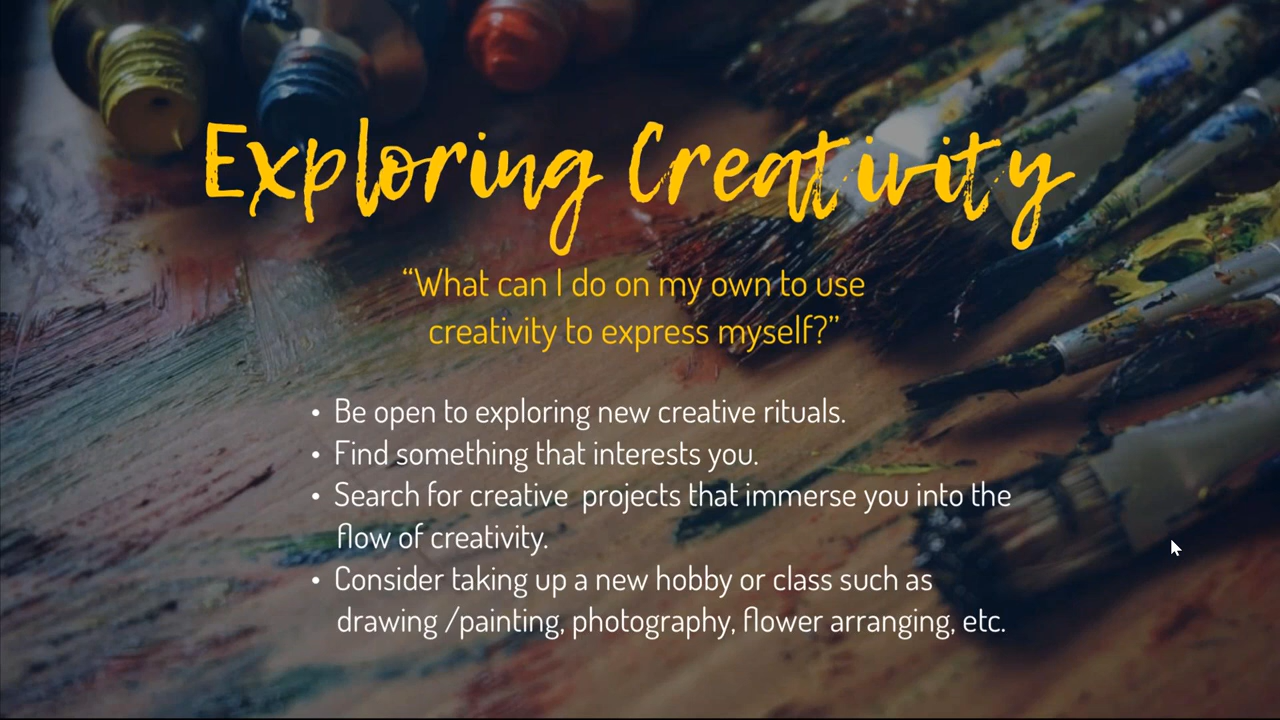 Exploring Creativity
“What can I do on my own to use
creativity to express myself?”
• Be open to exploring new creative rituals.
• Find something that interests you.
• Search for creative  projects that immerse you into the
flow of creativity.
• Consider taking up a new hobby or class such as
drawing /painting, photography, flower arranging, etc.